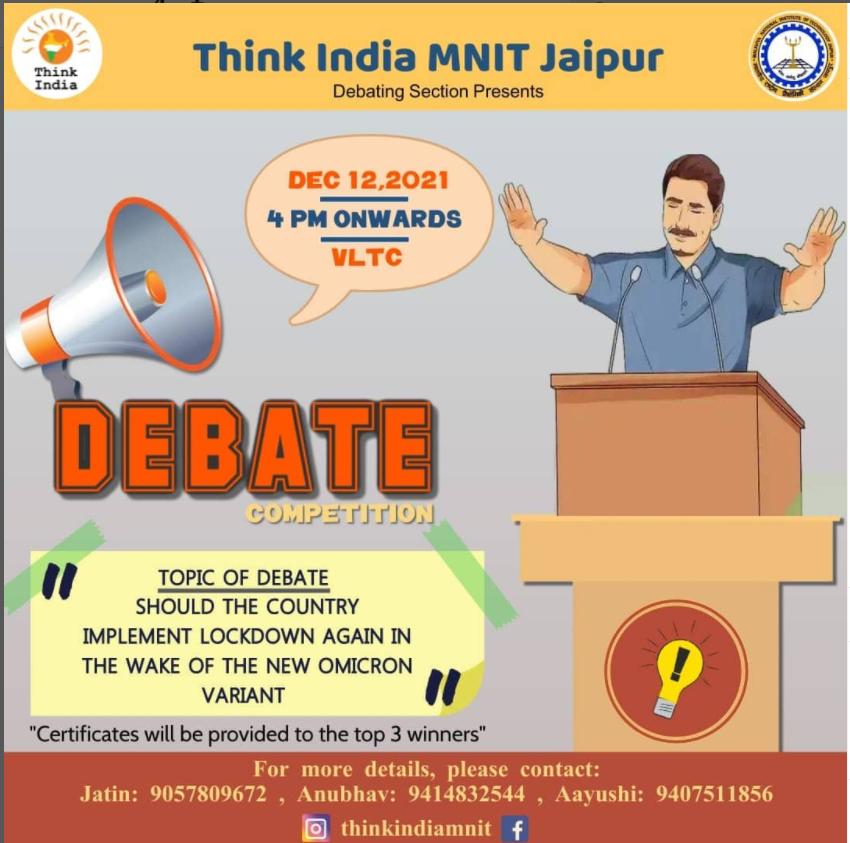 Think
India
Think India MNIT Jaipur
Debating Section Presents
DEC 12,2021
4 PM ONWARDS
VLTC
DEBATE
COMPETITION
"
TOPIC OF DEBATE
SHOULD THE COUNTRY
IMPLEMENT LOCKDOWN AGAIN IN
THE WAKE OF THE NEW OMICRON
VARIANT
"
"Certificates will be provided to the top 3 winners"
For more details, please contact:
Jatin: 9057809672 , Anubhav: 9414832544 , Aayushi: 9407511856
thinkindiamnit